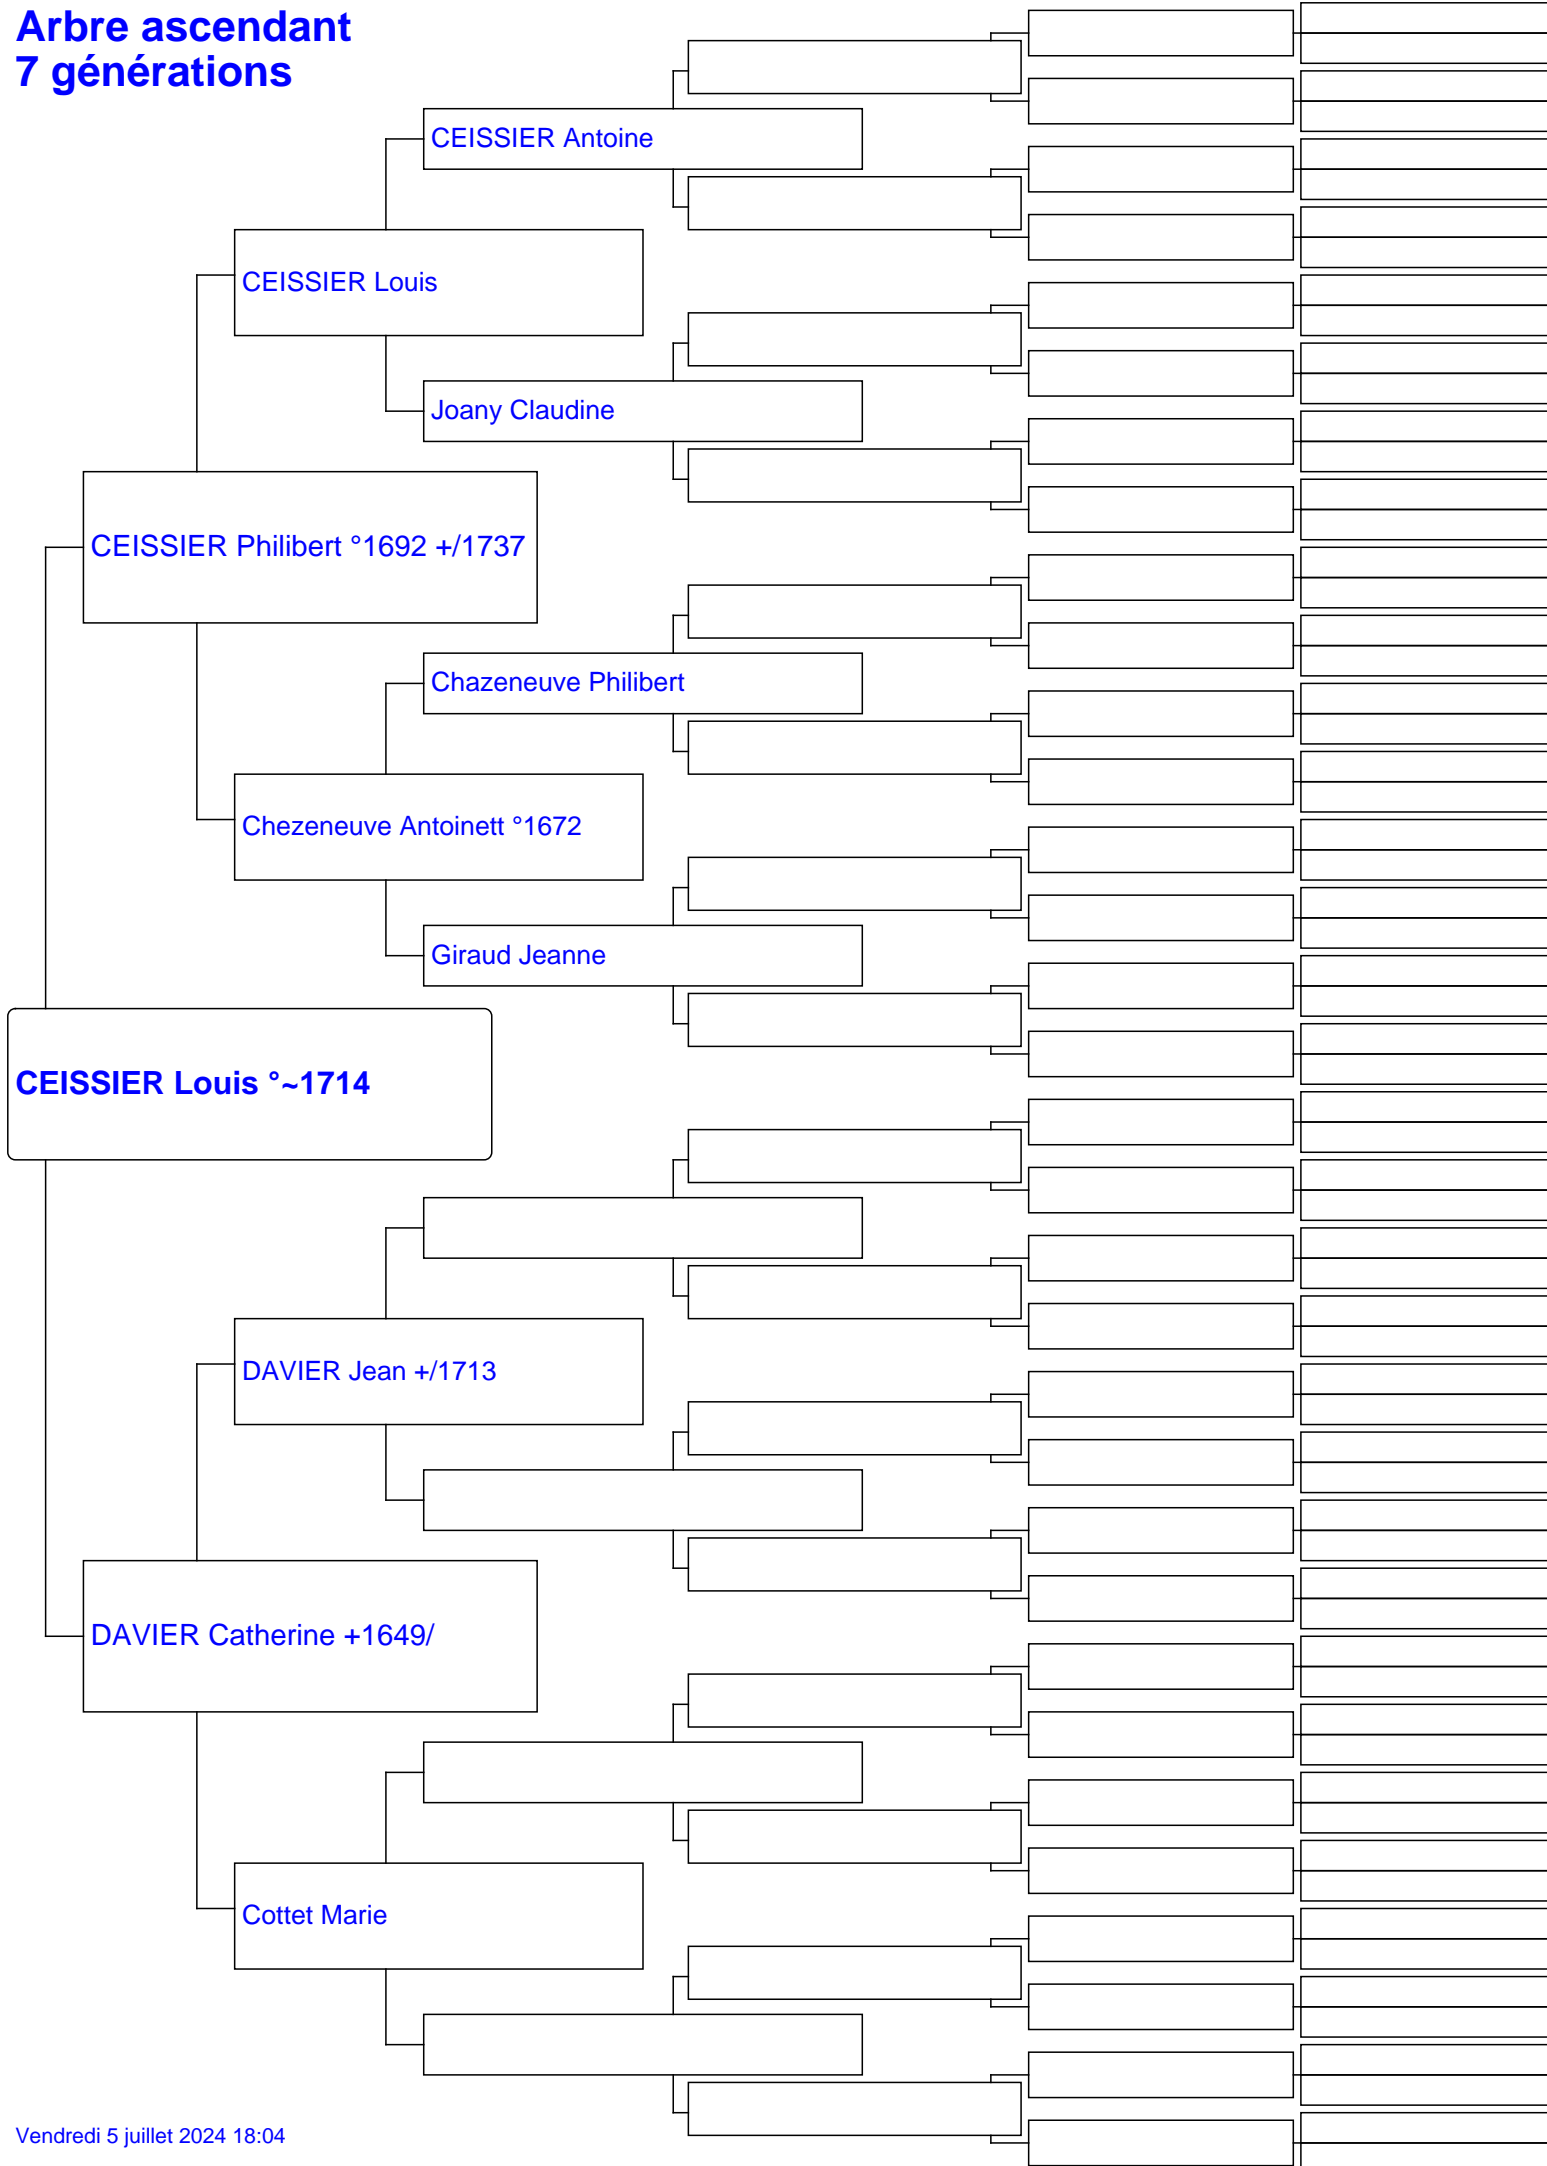 Arbre ascendant
7 générations
CEISSIER Antoine
CEISSIER Louis
Joany Claudine
CEISSIER Philibert °1692 +/1737
Chazeneuve Philibert
Chezeneuve Antoinett °1672
Giraud Jeanne
CEISSIER Louis °~1714
DAVIER Jean +/1713
DAVIER Catherine +1649/
Cottet Marie
Vendredi 5 juillet 2024 18:04